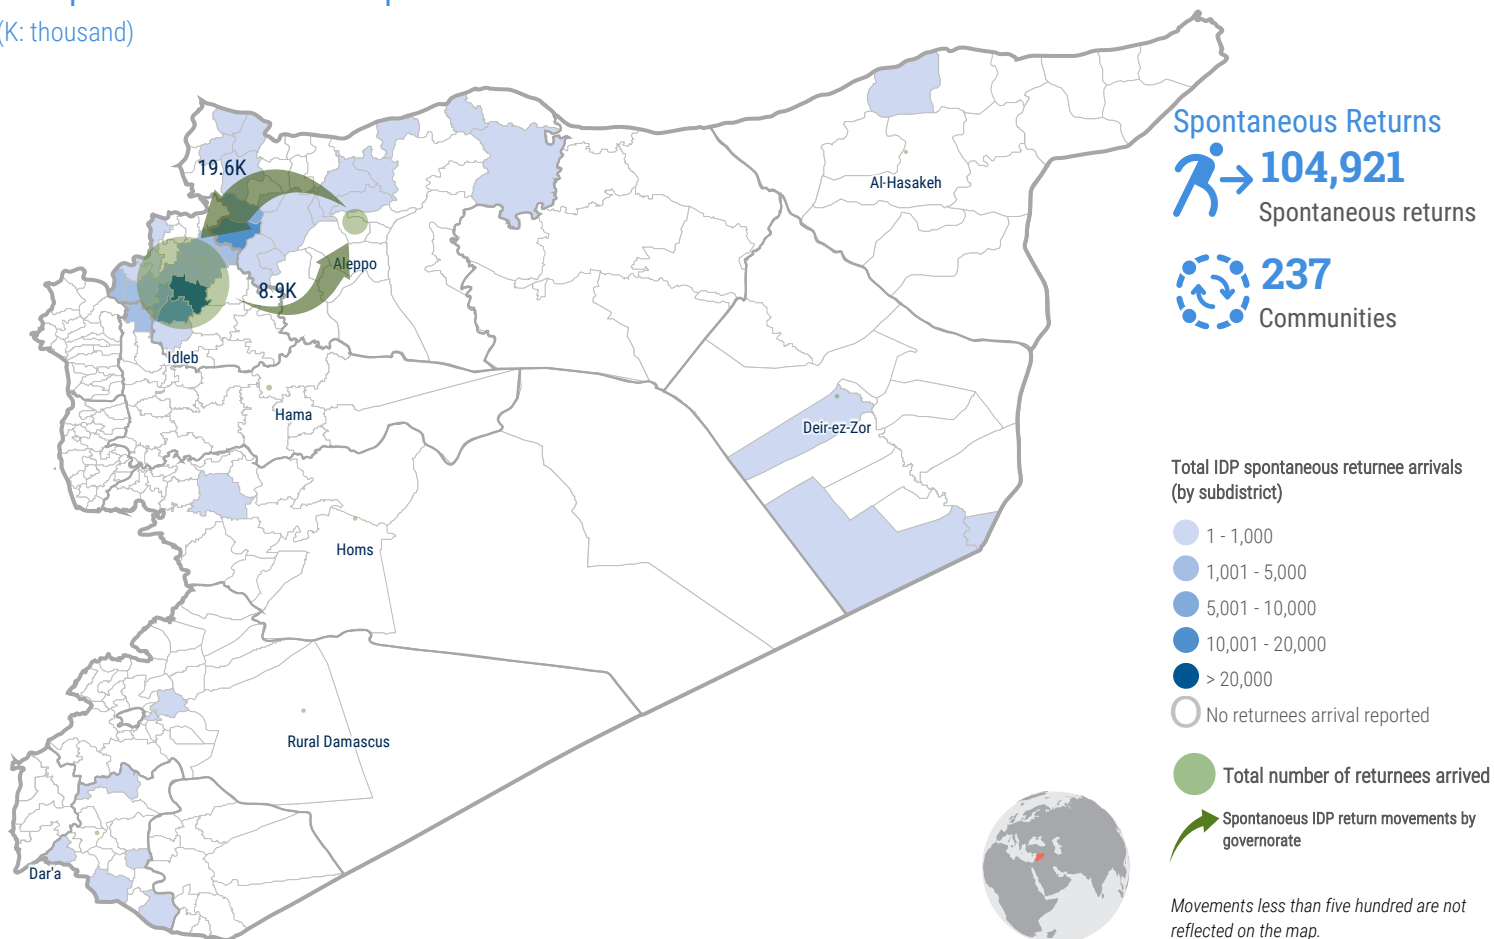 (K: thousand)
19.6K
8.9K
Aleppo
Idleb
Hama
Homs
Al-Hasakeh
Deir-ez-Zor
Rural Damascus
Dar'a
Spontaneous Returns
104,921
Spontaneous returns
237
Communities
Total IDP spontaneous returnee arrivals
(by subdistrict)
1 - 1,000
1,001 - 5,000
5,001 - 10,000
10,001 - 20,000
> 20,000
No returnees arrival reported
Total number of returnees arrived
Spontanoeus IDP return movements by
governorate
Movements less than five hundred are not
reflected on the map.